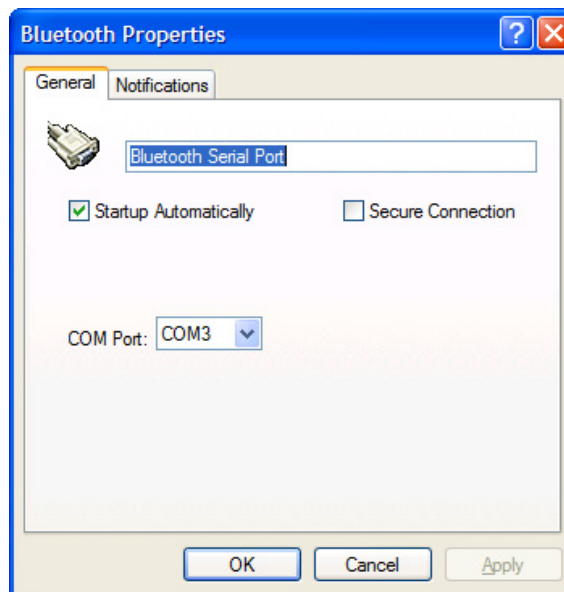 Bluetooth Properties
General Notifications
Bluetooth Serial Port
Startup Automatically Secure Connection
COM Port: COM3
OK Cancel Apply